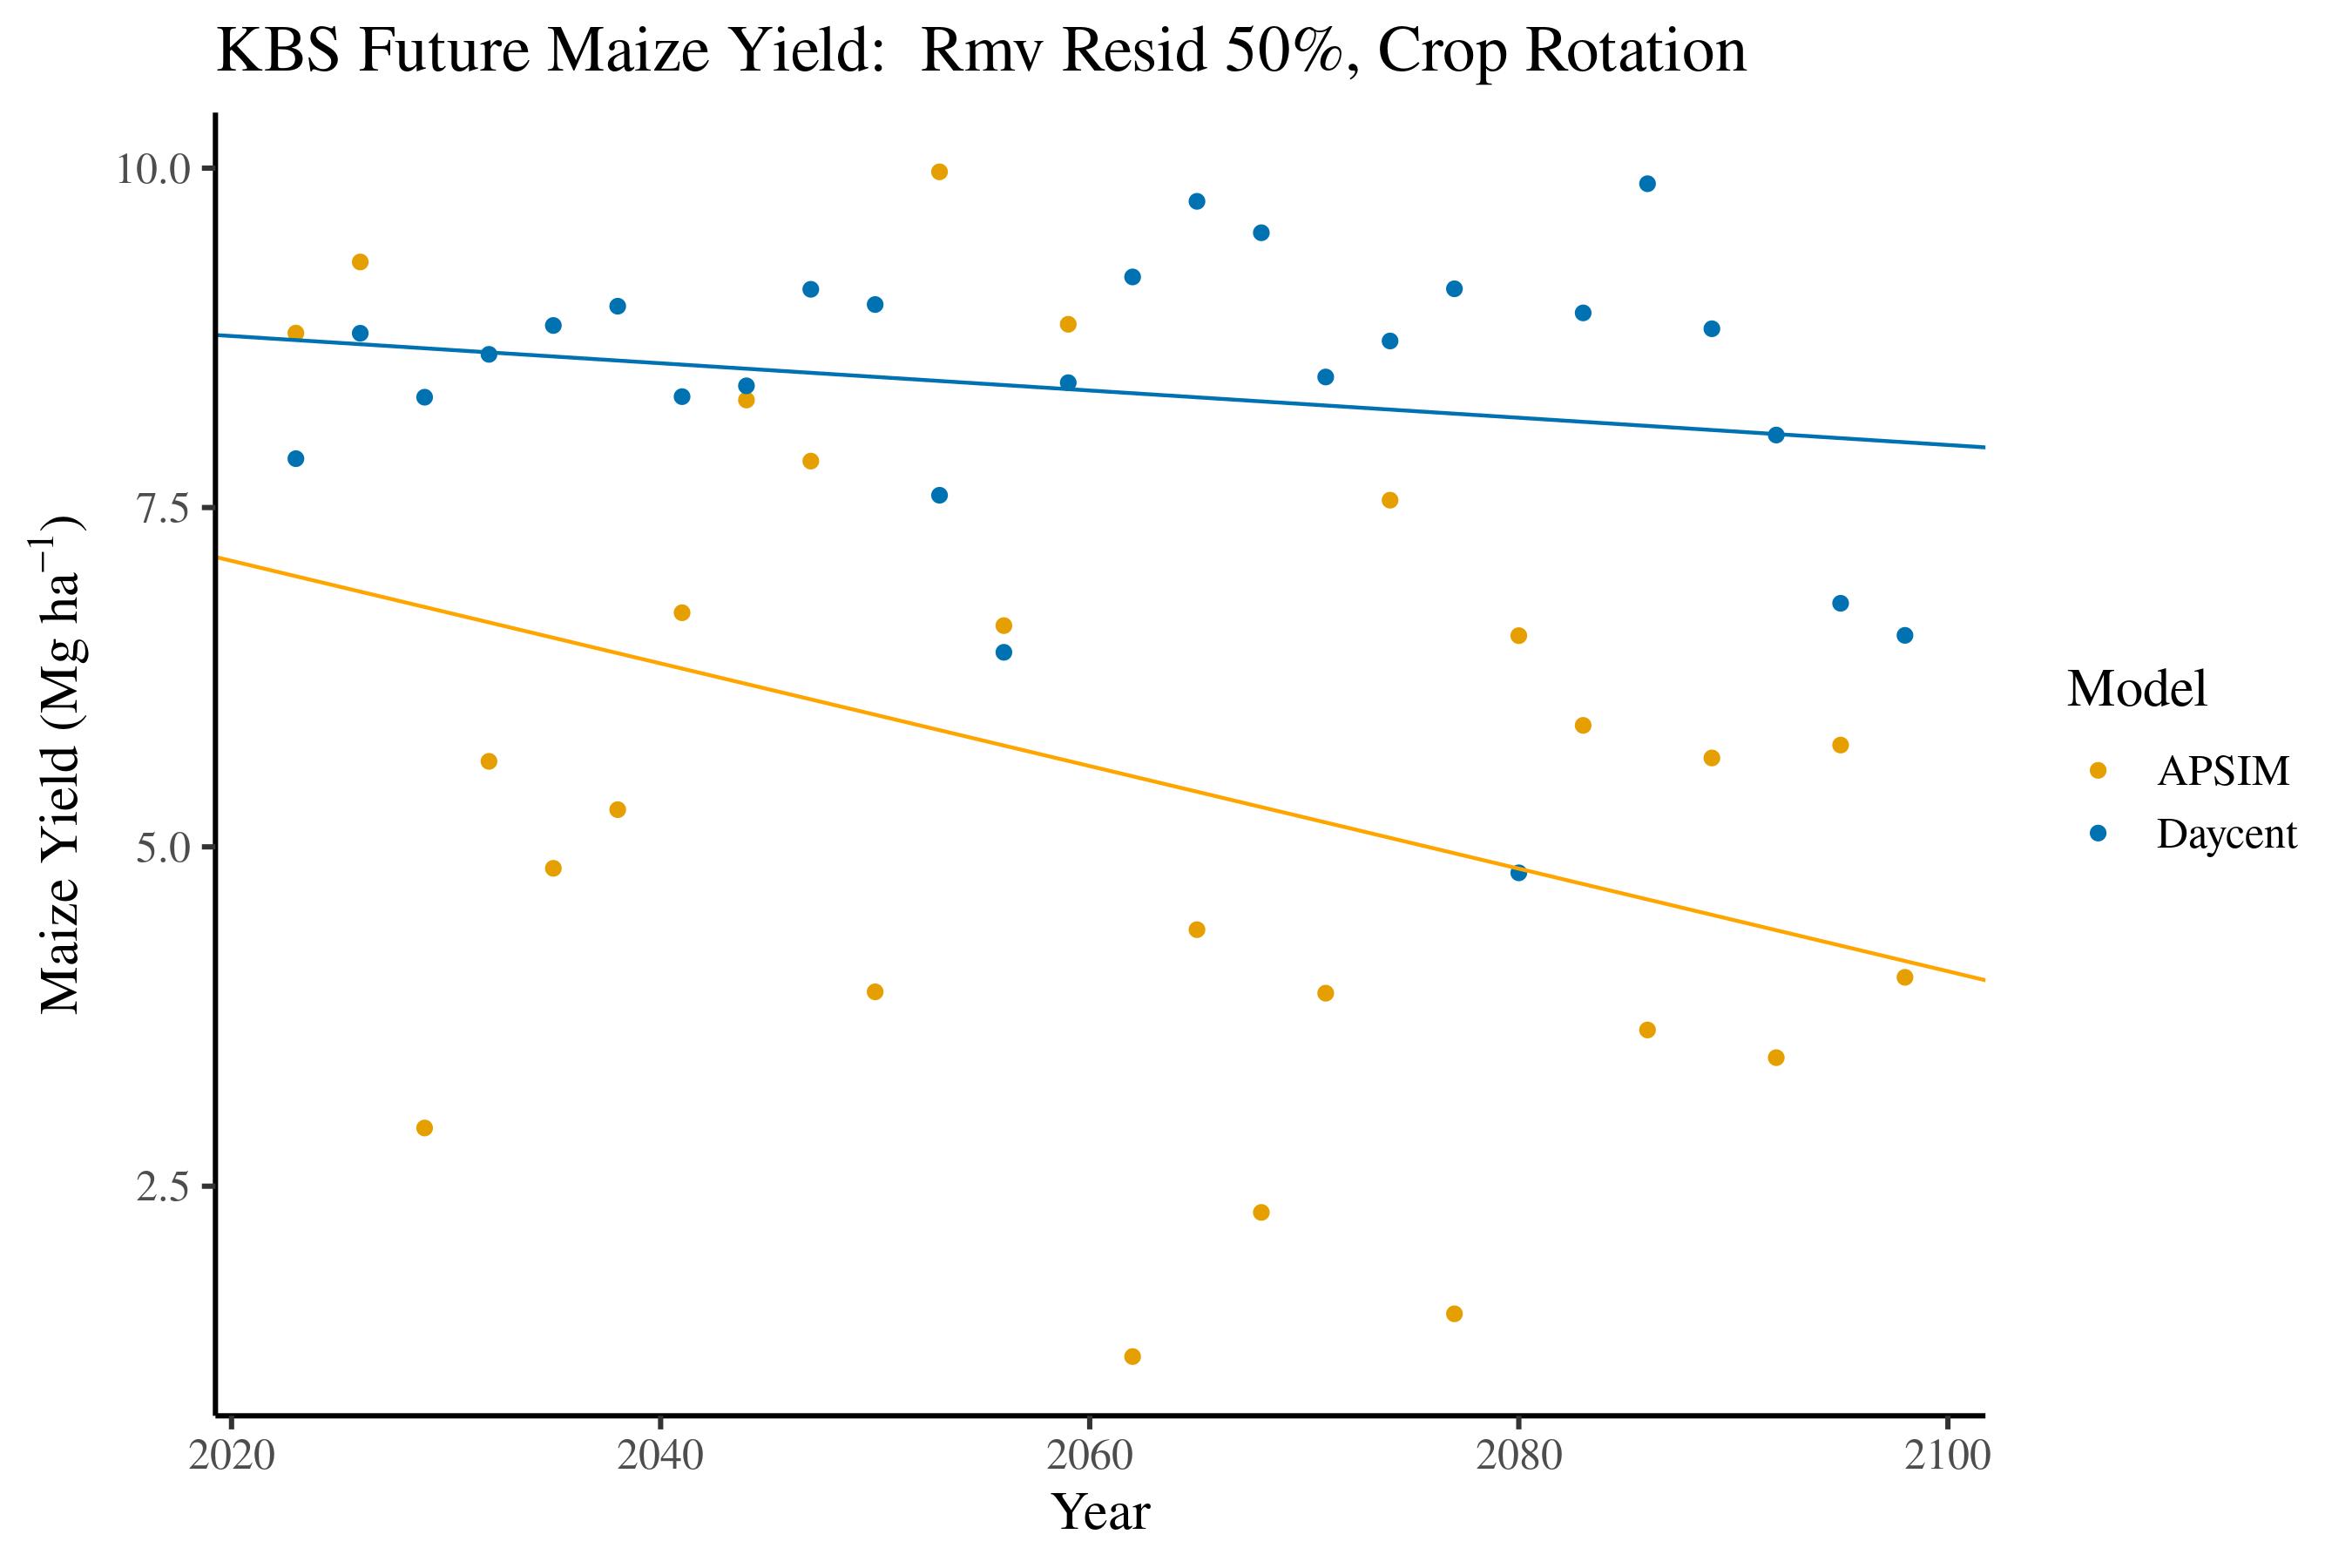 KBS Future Maize Yield:  Rmv Resid 50%, Crop Rotation
Maize Yield (Mg ha⁻¹)
10.0
7.5
5.0
2.5
2020 2040 2060 2080 2100
Year
Model
APSIM
Daycent